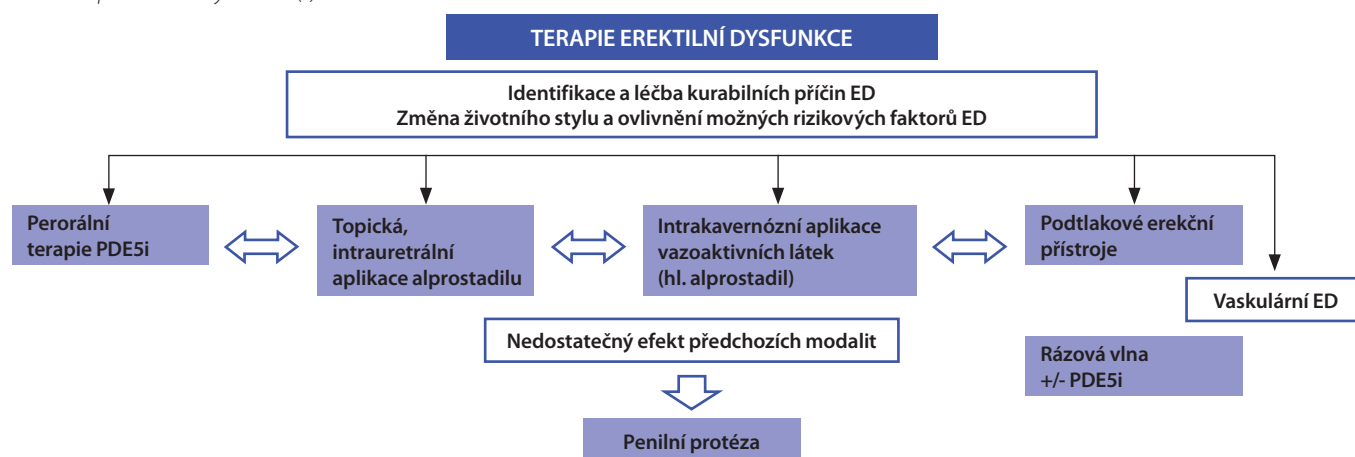 TERAPIE EREKTILNÍ DYSFUNKCE
Identifikace a léčba kurabilních příčin ED
Změna životního stylu a ovlivnění možných rizikových faktorů ED
Perorální
terapie PDE5i
Topická,
intrauretrální
aplikace alprostadilu
Intrakavernózní aplikace
vazoaktivních látek
(hl. alprostadil)
Podtlakové erekční
přístroje
Vaskulární ED
Nedostatečný efekt předchozích modalit
Rázová vlna
+/- PDE5i
Penilní protéza